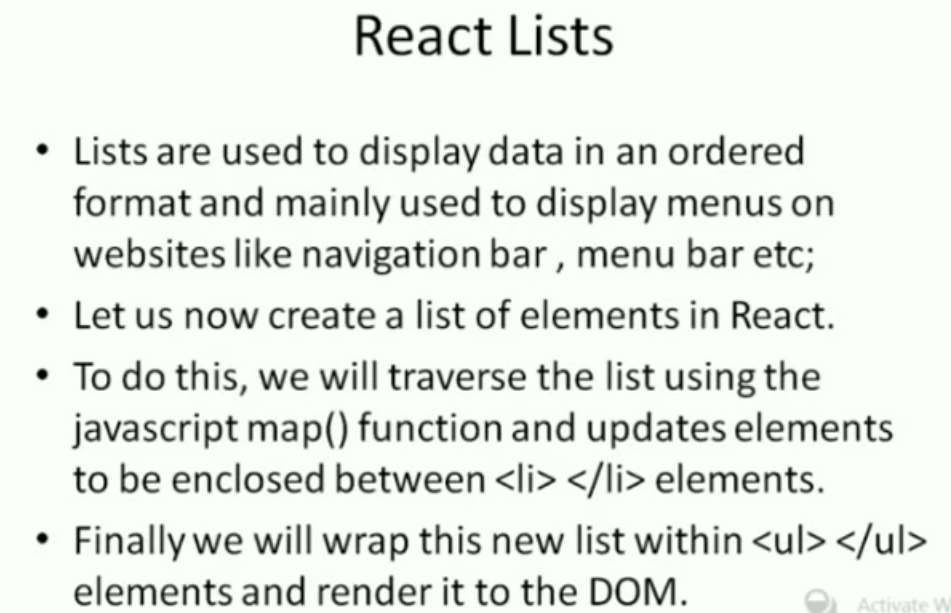 React Lists
• Lists are used to display data in an ordered
format and mainly used to display menus on
websites like navigation bar , menu bar etc;
• Let us now create a list of elements in React.
• To do this, we will traverse the list using the
javascript map() function and updates elements
to be enclosed between <li> </li> elements.
• Finally we will wrap this new list within <ul> </ul>
elements and render it to the DOM.
Activate W